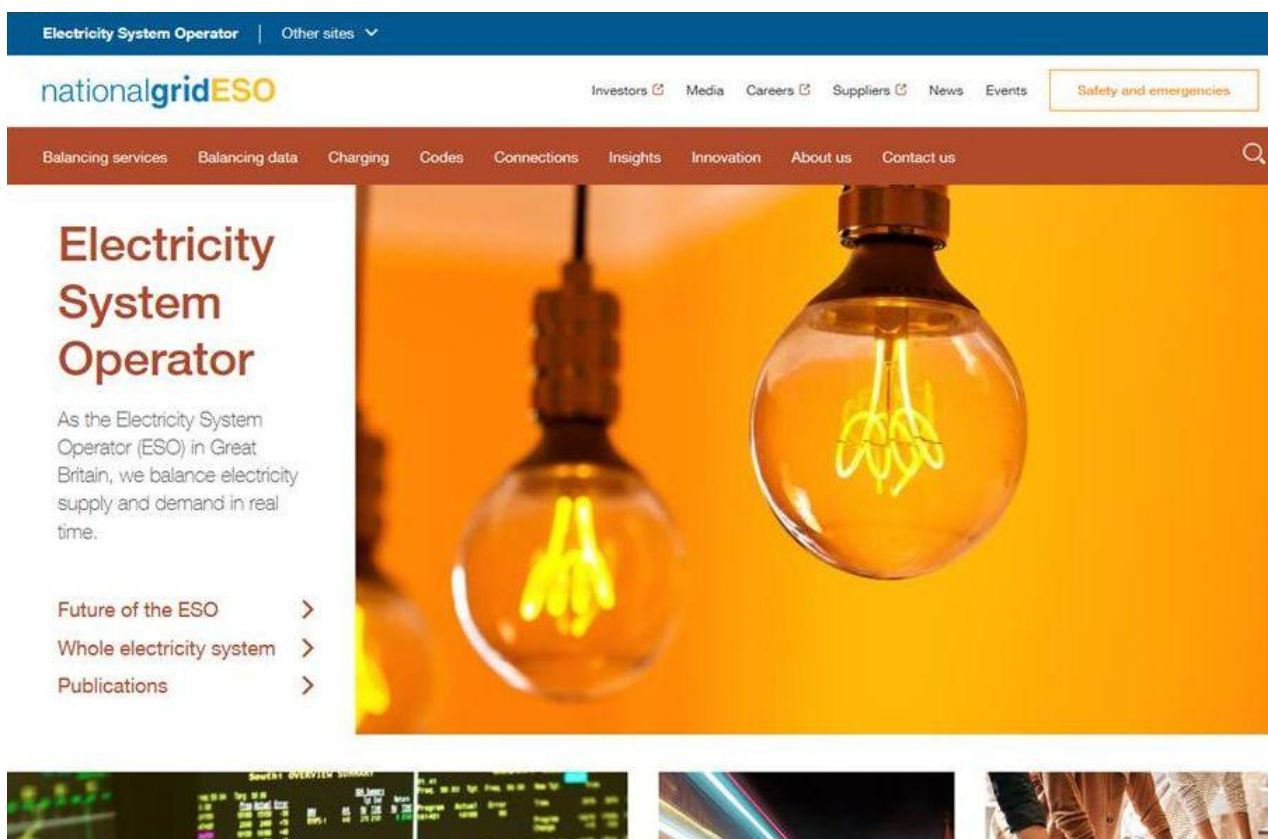 Electricity System Operator | Other sites
nationalgridESO
Investors Media Careers Suppliers News Events Safety and emergencies
Balancing services Balancing data Charging Codes Connections Insights Innovation About us Contact us
Electricity
System
Operator
As the Electricity System
Operator (ESO) in Great
Britain, we balance electricity
supply and demand in real
time.
Future of the ESO
Whole electricity system
Publications
South: OVERVIEW SUMMARY